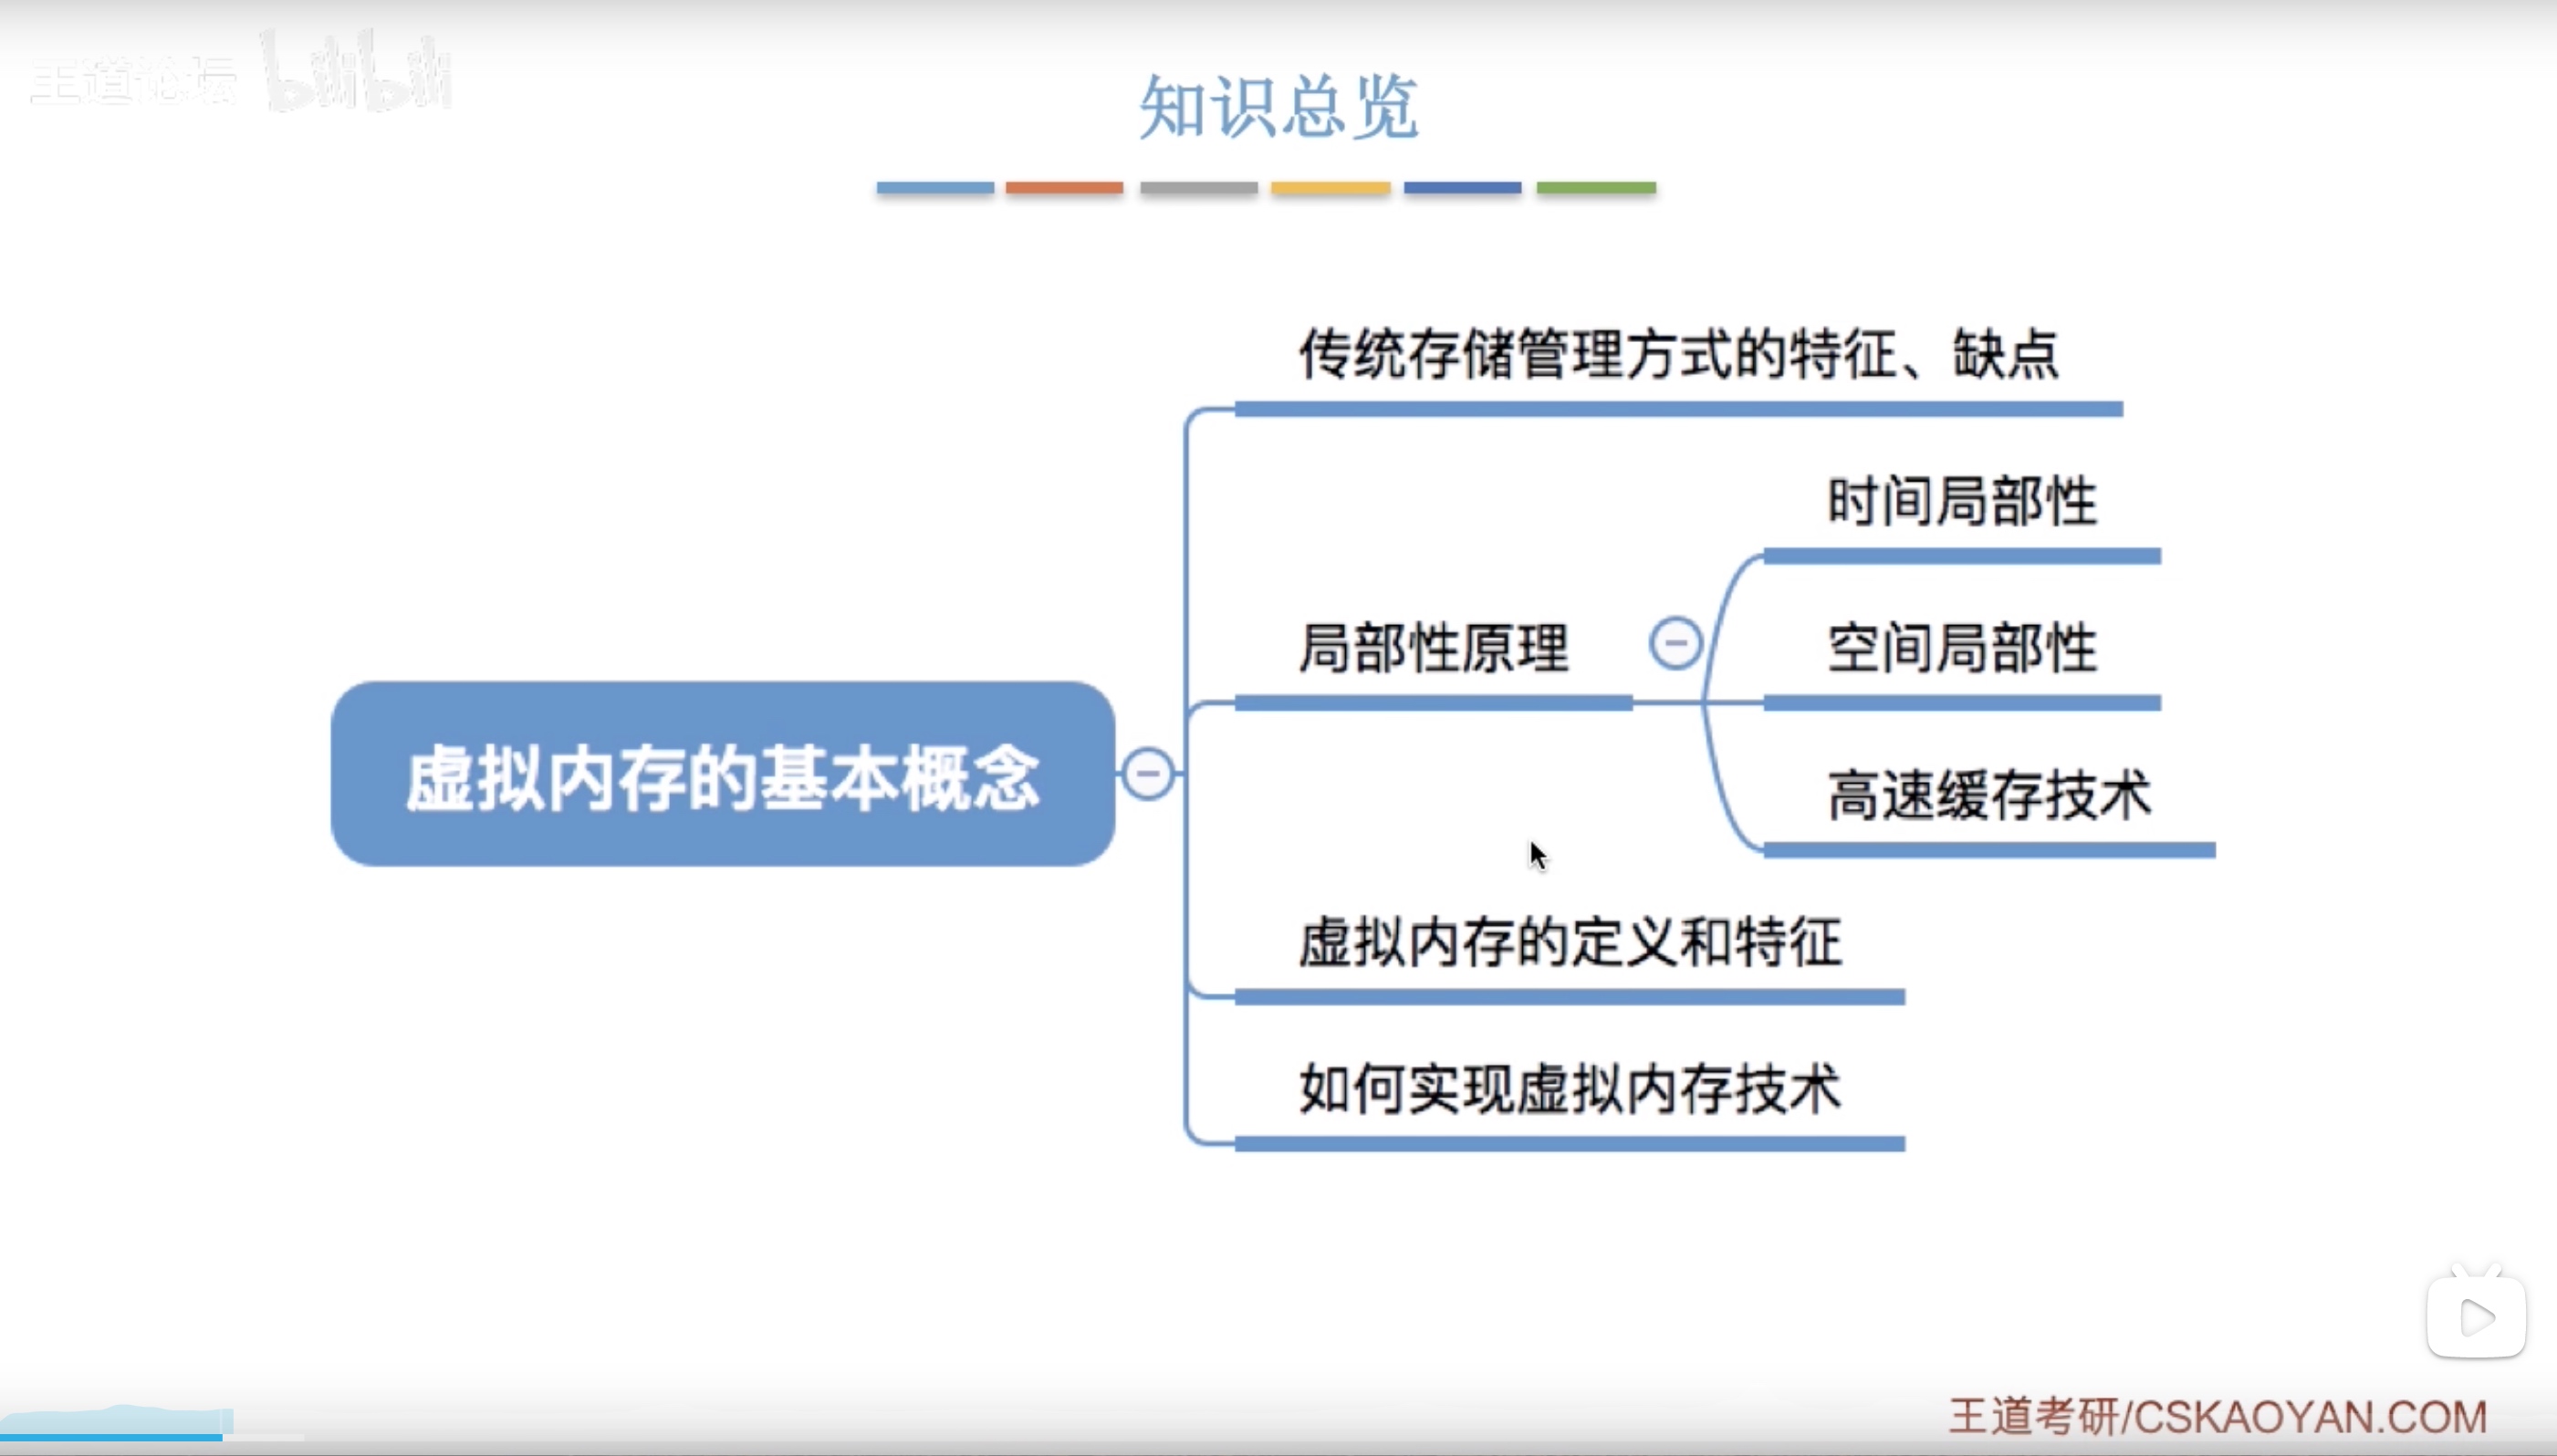 王道论坛 bilibili
知识总览
传统存储管理方式的特征、缺点
时间局部性
局部性原理
空间局部性
高速缓存技术
虚拟内存的基本概念
虚拟内存的定义和特征
如何实现虚拟内存技术
王道考研/CSKAOYAN.COM